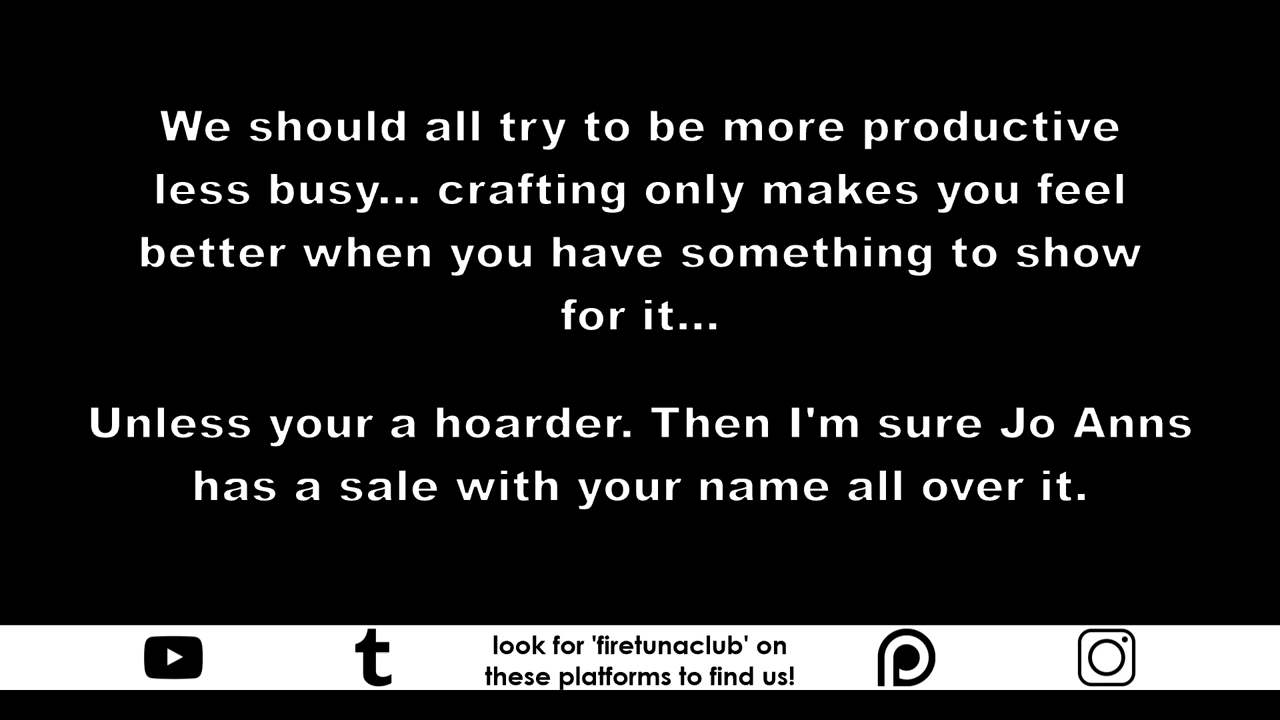 We should all try to be more productive
less busy... crafting only makes you feel
better when you have something to show
for it...
Unless your a hoarder. Then I'm sure Jo Anns
has a sale with your name all over it.
look for 'firetunaclub' on
these platforms to find us!